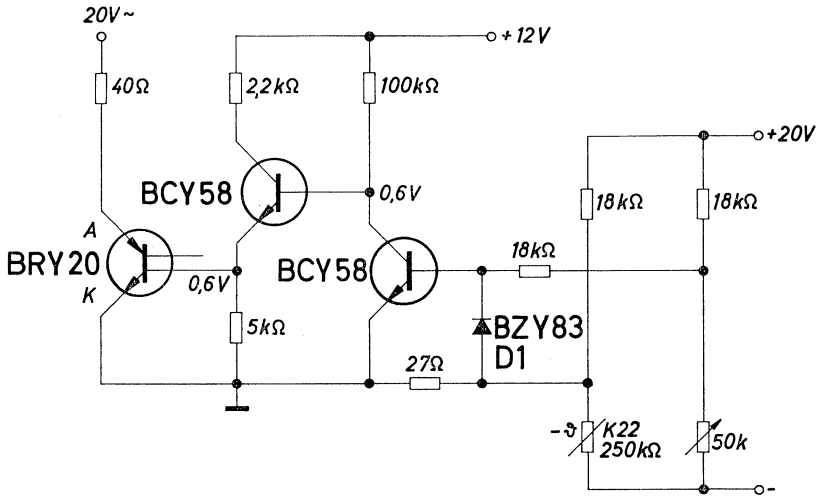 20V~
+12V
40Ω
2,2kΩ
100kΩ
+20V
BCY58
0,6V
18kΩ
18kΩ
A
BRY20
K
0,6V
BCY58
18kΩ
5kΩ
BZY83
D1
27Ω
-ϑ
K22
250kΩ
50k
-